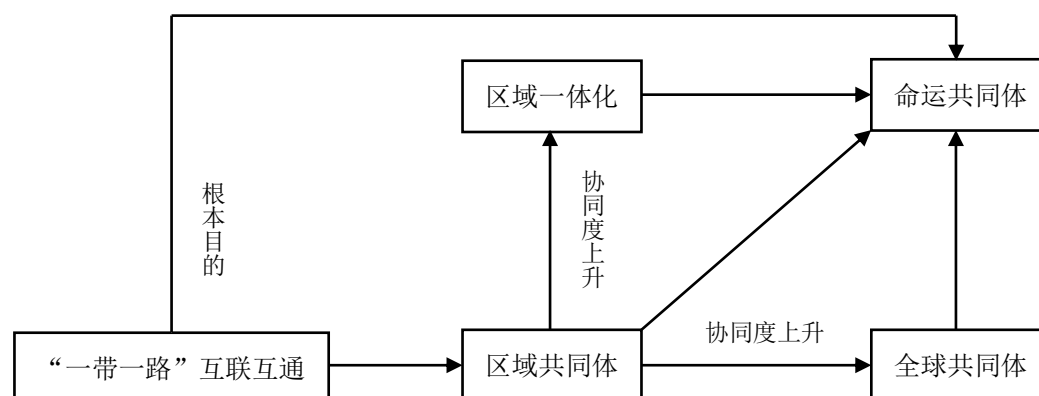 区域一体化
命运共同体
根本目的
协同度上升
协同度上升
“一带一路”互联互通
区域共同体
全球共同体